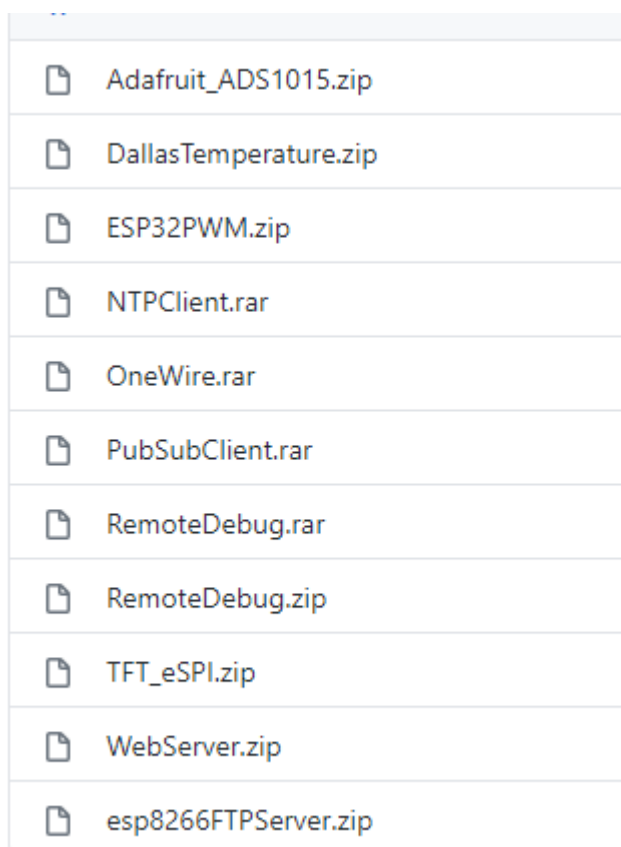 Adafruit_ADS1015.zip
DallasTemperature.zip
ESP32PWM.zip
NTPClient.rar
OneWire.rar
PubSubClient.rar
RemoteDebug.rar
RemoteDebug.zip
TFT_eSPI.zip
WebServer.zip
esp8266FTPServer.zip